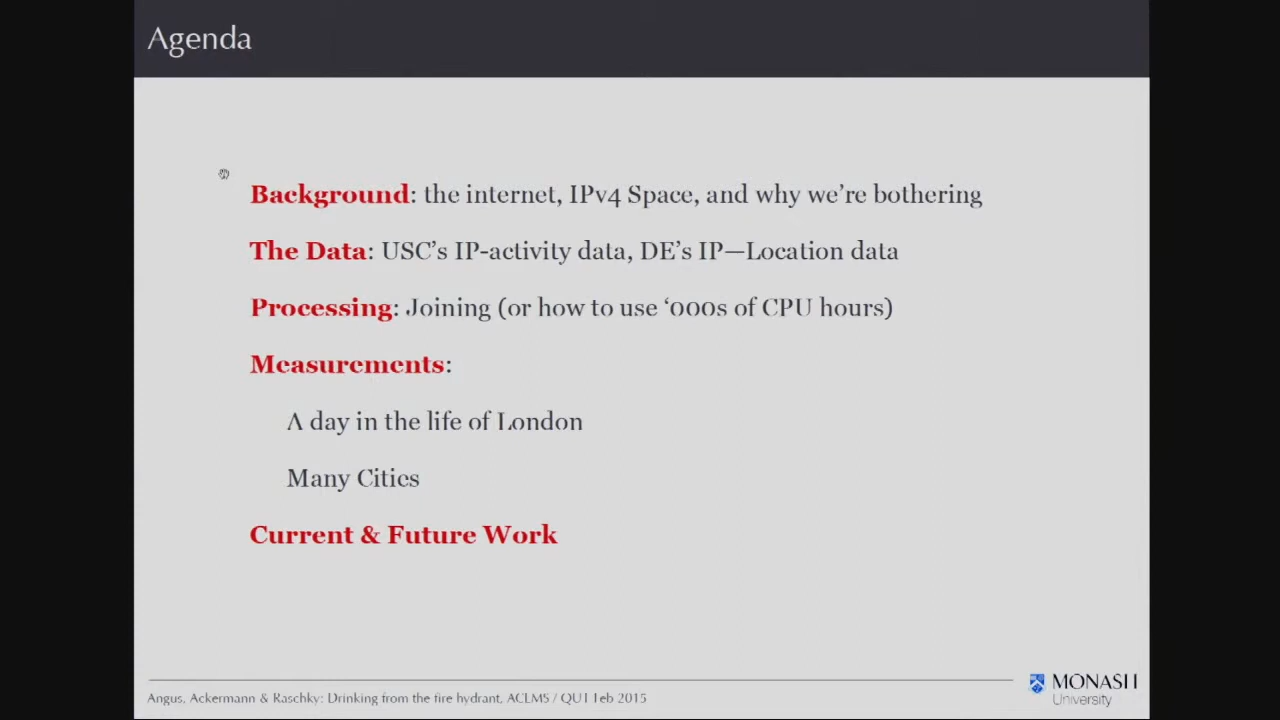 Agenda
Background: the internet, IPv4 Space, and why we're bothering
The Data: USC's IP-activity data, DE's IP—Location data
Processing: Joining (or how to use '000s of CPU hours)
Measurements:
A day in the life of London
Many Cities
Current & Future Work
Angus, Ackermann & Raschky: Drinking from the fire hydrant, ACEMS / QUT Feb 2015
MONASH
University